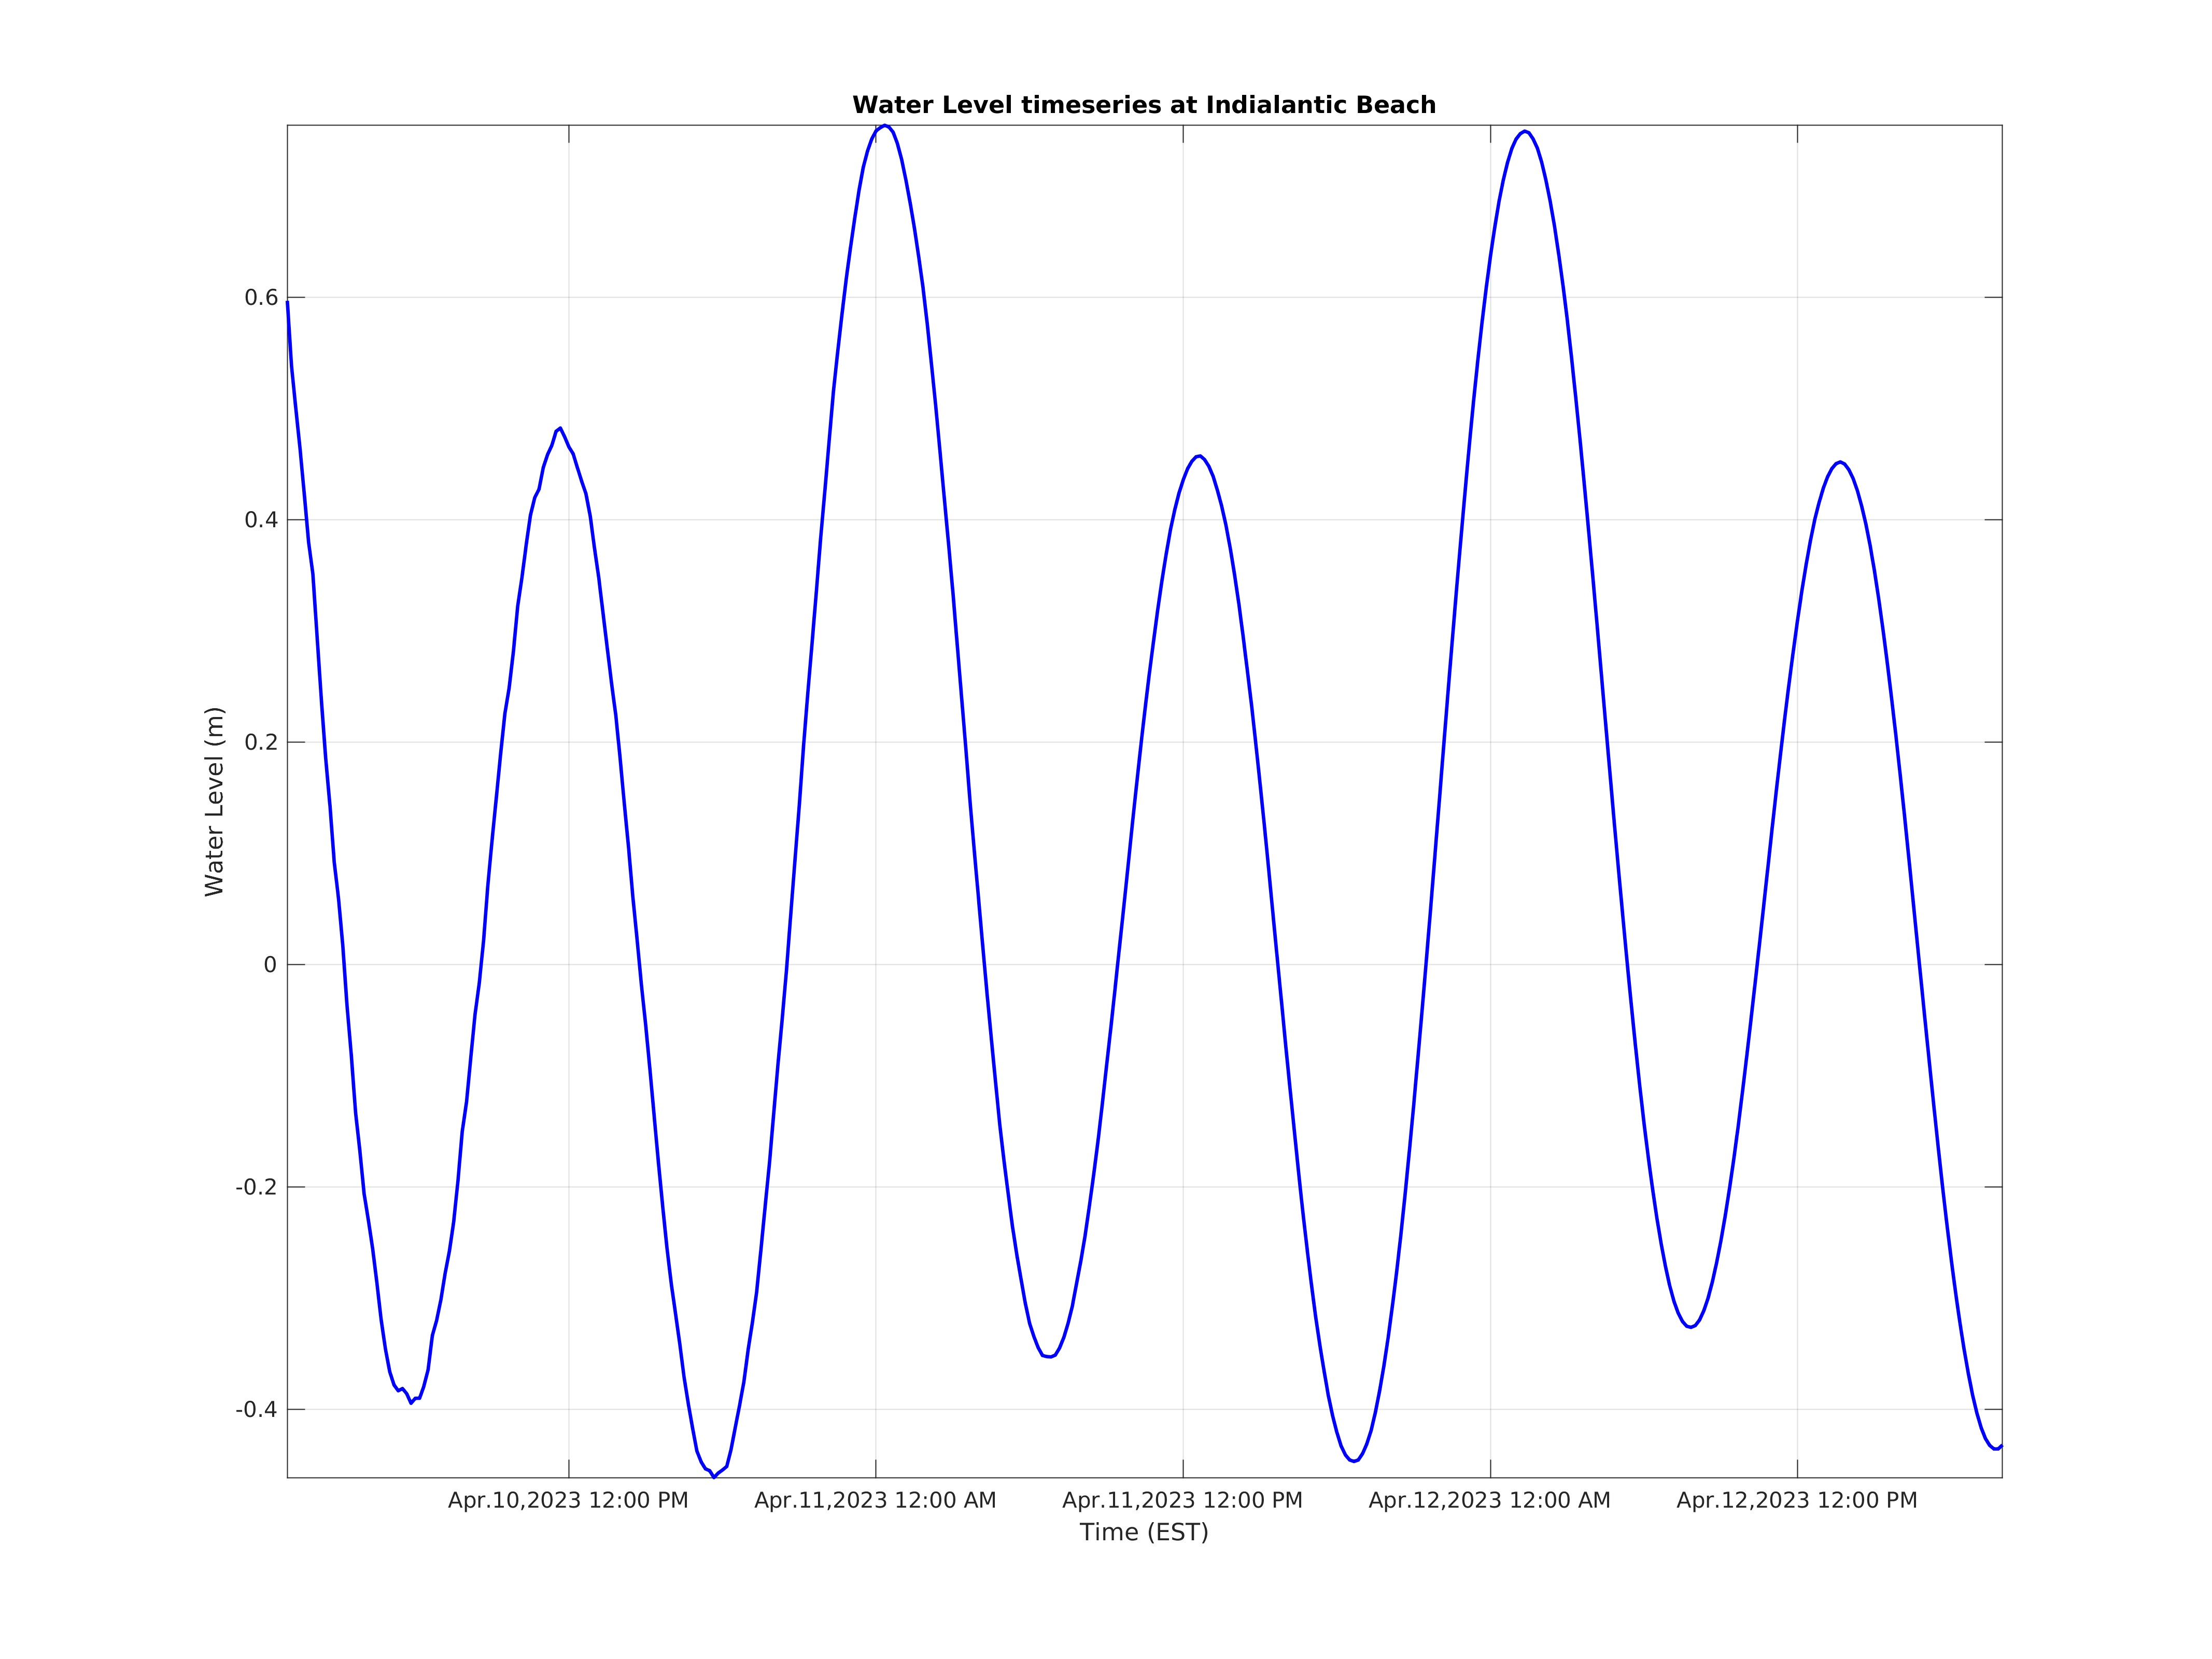 Water Level timeseries at Indialantic Beach
0.6
0.4
0.2
0
-0.2
-0.4
Water Level (m)
Apr.10,2023 12:00 PM
Apr.11,2023 12:00 AM
Apr.11,2023 12:00 PM
Apr.12,2023 12:00 AM
Apr.12,2023 12:00 PM
Time (EST)